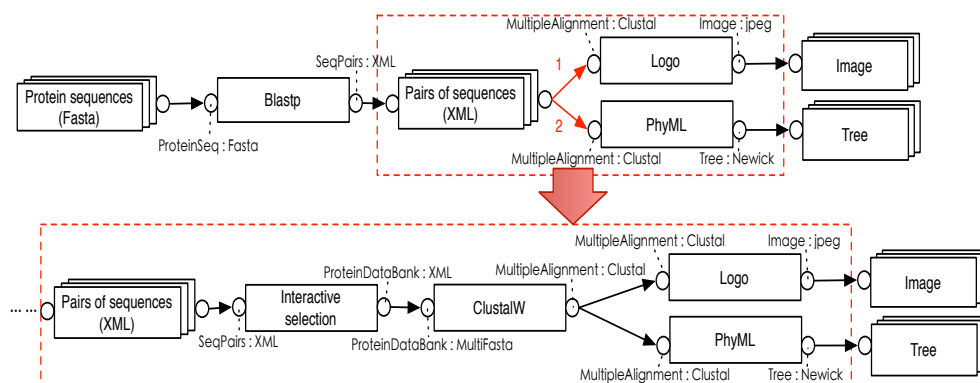 MultipleAlignment : Clustal
Image : jpeg
SeqPairs : XML
1
Logo
Image
Protein sequences
(Fasta)
Blastp
Pairs of sequences
(XML)
2
PhyML
Tree
ProteinSeq : Fasta
MultipleAlignment : Clustal
Tree : Newick
MultipleAlignment : Clustal
Image : jpeg
ProteinDataBank : XML
MultipleAlignment : Clustal
Logo
Image
... ...
Pairs of sequences
(XML)
Interactive
selection
ClustalW
SeqPairs : XML
ProteinDataBank : MultiFasta
PhyML
Tree
MultipleAlignment : Clustal
Tree : Newick